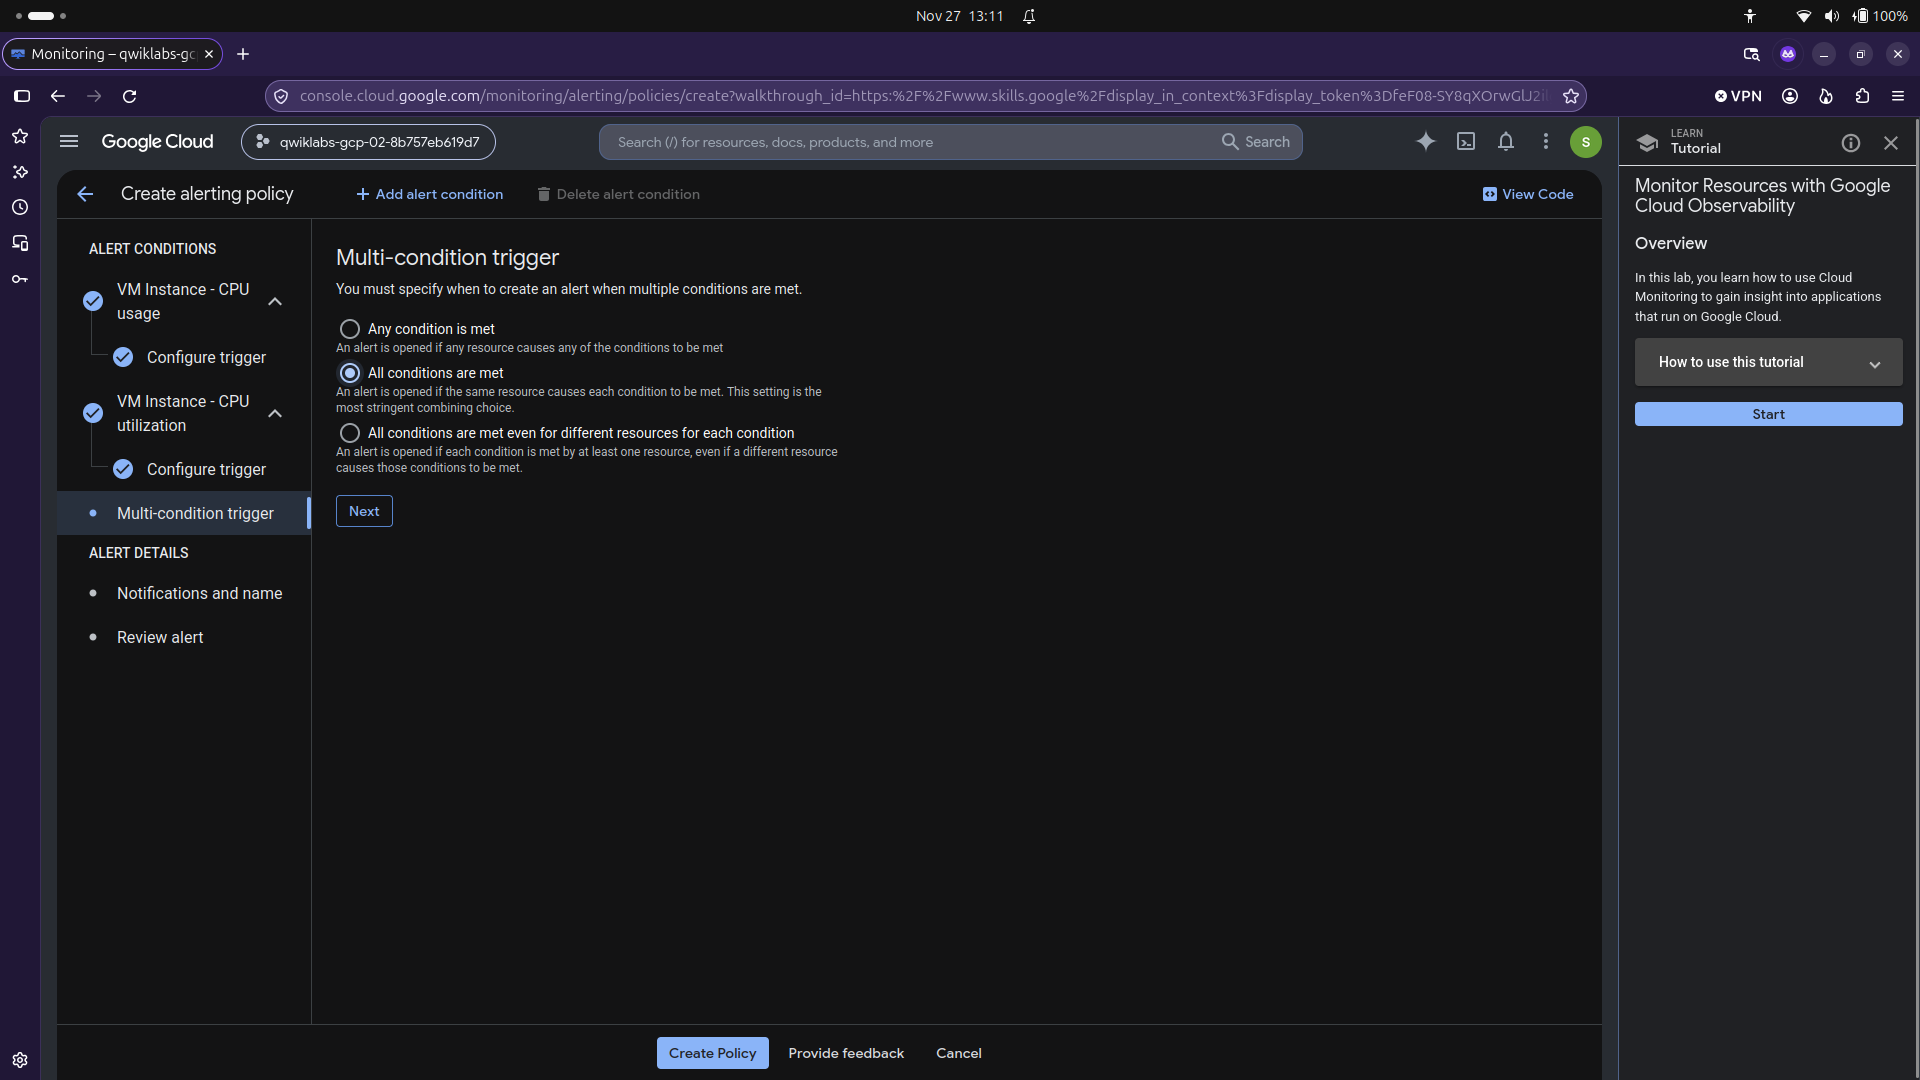 Nov 27 13:11
100%
Monitoring – qwiklabs-gc
console.cloud.google.com/monitoring/alerting/policies/create?walkthrough_id=https:%2F%2Fwww.skills.google%2Fdisplay_in_context%3Fdisplay_token%3DfeF08-SY8qXOrwGlJ2i
VPN
Google Cloud
qwiklabs-gcp-02-8b757eb619d7
Search (/) for resources, docs, products, and more
Search
S
LEARN
Tutorial
Create alerting policy
Add alert condition
Delete alert condition
View Code
ALERT CONDITIONS
VM Instance - CPU
usage
Configure trigger
VM Instance - CPU
utilization
Configure trigger
Multi-condition trigger
ALERT DETAILS
Notifications and name
Review alert
Multi-condition trigger
You must specify when to create an alert when multiple conditions are met.
Any condition is met
An alert is opened if any resource causes any of the conditions to be met
All conditions are met
An alert is opened if the same resource causes each condition to be met. This setting is the
most stringent combining choice.
All conditions are met even for different resources for each condition
An alert is opened if each condition is met by at least one resource, even if a different resource
causes those conditions to be met.
Next
Create Policy
Provide feedback
Cancel
Monitor Resources with Google
Cloud Observability
Overview
In this lab, you learn how to use Cloud
Monitoring to gain insight into applications
that run on Google Cloud.
How to use this tutorial
Start